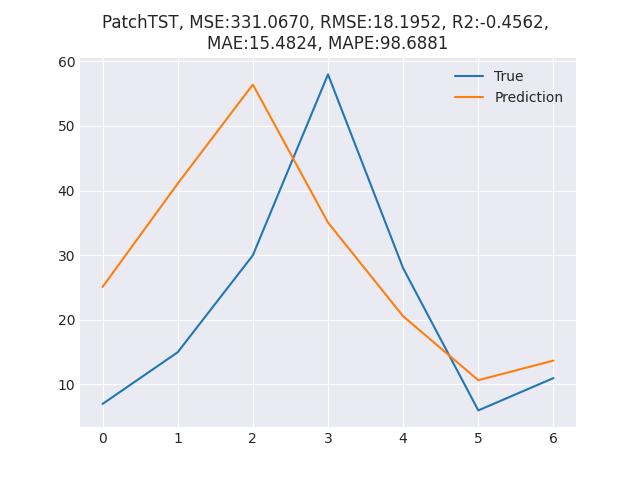 PatchTST, MSE:331.0670, RMSE:18.1952, R2:-0.4562,
MAE:15.4824, MAPE:98.6881
60
50
40
30
20
10
True
Prediction
0 1 2 3 4 5 6